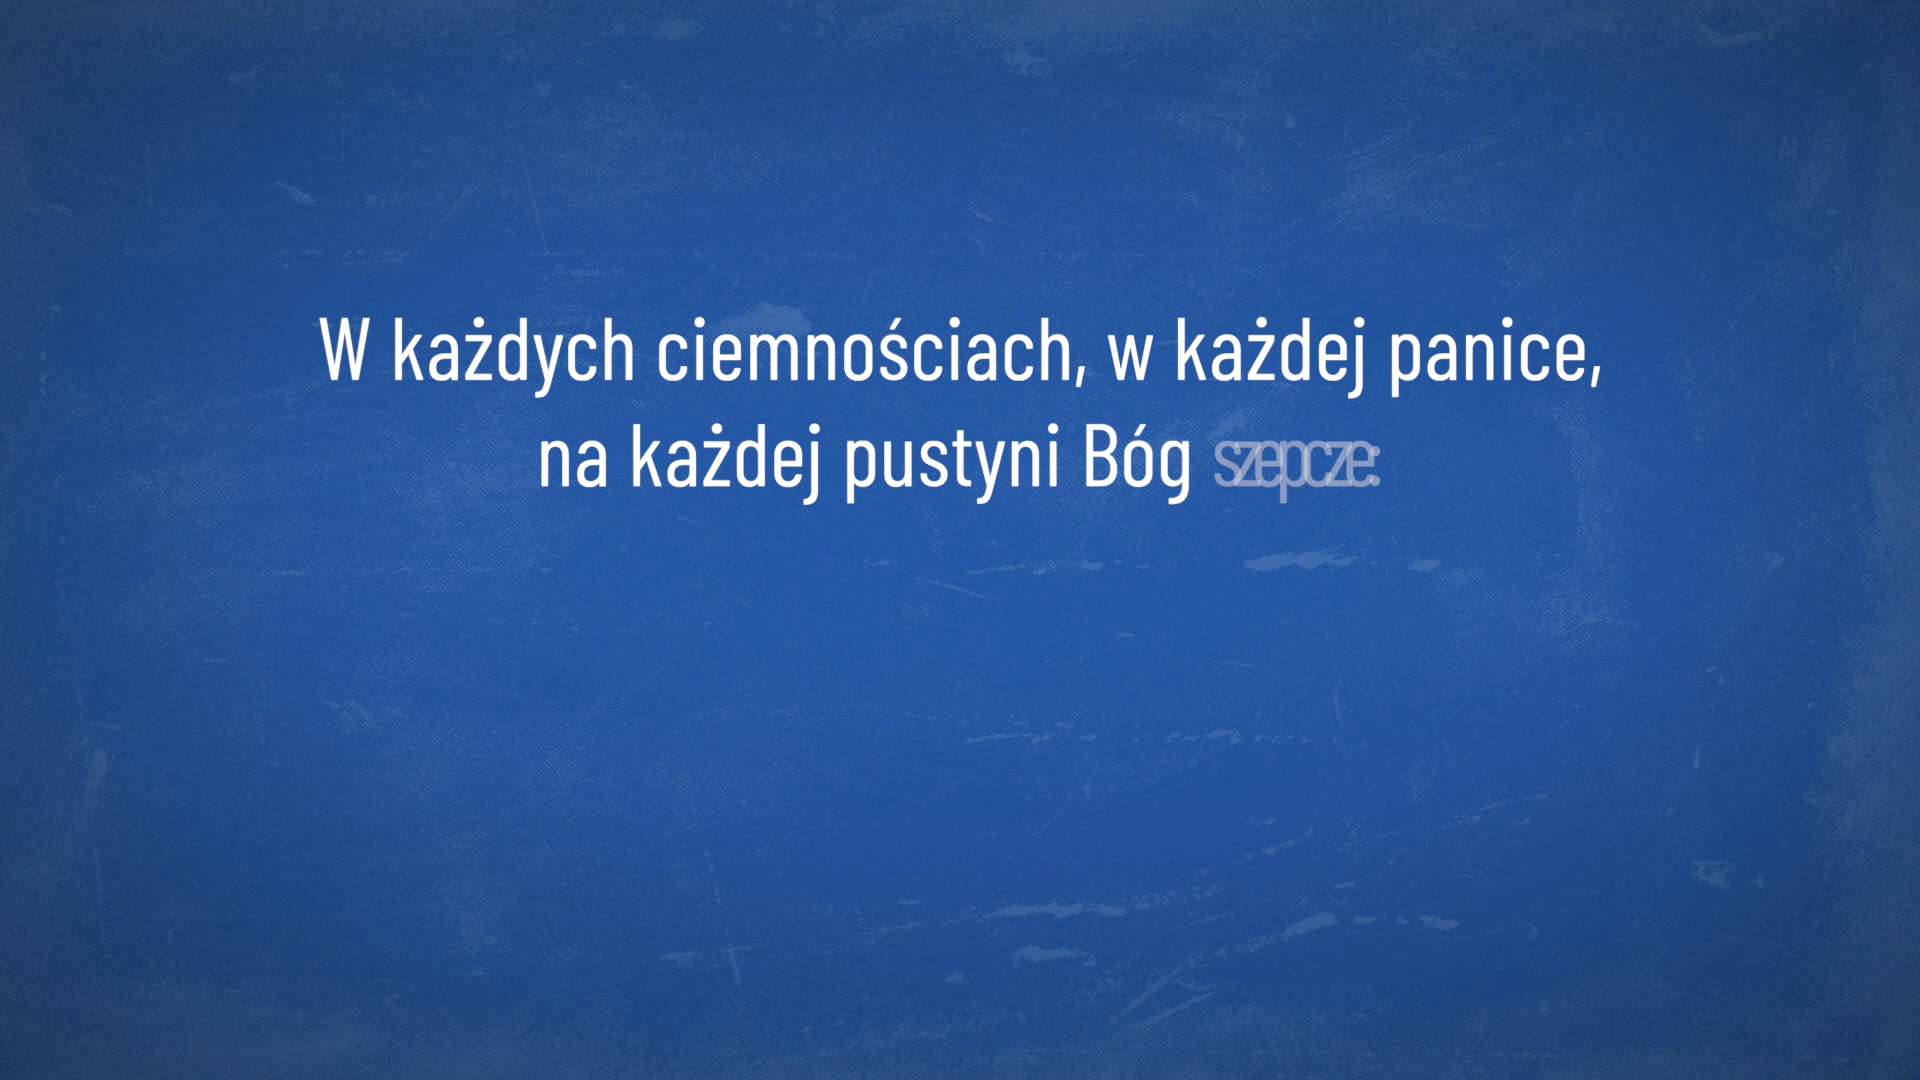 W każdych ciemnościach, w każdej panice,
na każdej pustyni Bóg szepcze: